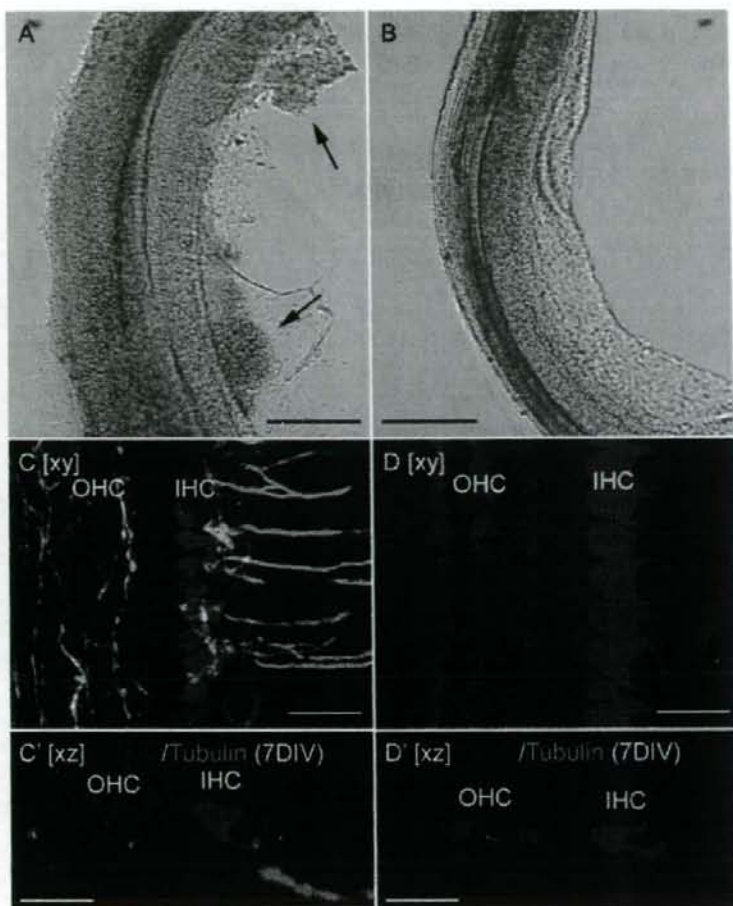 A
B
C [xy]
OHC
IHC
D [xy]
OHC
IHC
C' [xz]
/Tubulin (7DIV)
OHC
IHC
D' [xz]
/Tubulin (7DIV)
OHC
IHC